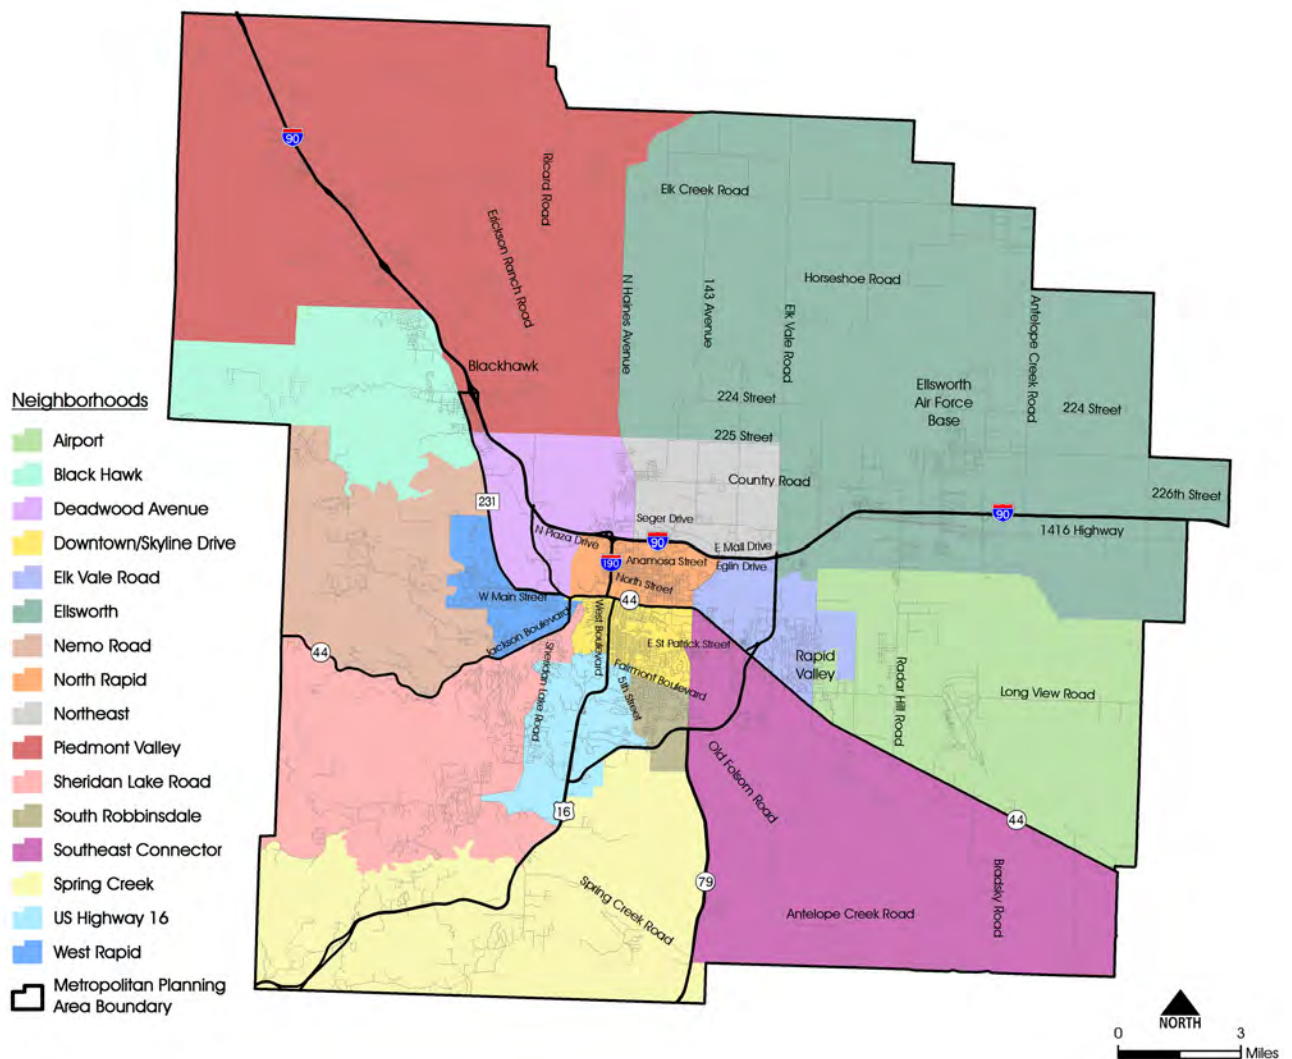 90
Ricard Road
Elk Creek Road
Erickson Ranch Road
N Haines Avenue
143 Avenue
Elk Vale Road
Horseshoe Road
Antelope Creek Road
Blackhawk
Ellsworth
Air Force
Base
224 Street
224 Street
225 Street
Country Road
226th Street
231
Seger Drive
90
1416 Highway
N Plaza Drive
90
E Mall Drive
190
Anamosa Street
Eglin Drive
North Street
W Main Street
44
Jackson Boulevard
West Boulevard
E St Patrick Street
44
Sheridan Lake Road
Fairmont Boulevard
5th Street
Rapid
Valley
Radar Hill Road
Long View Road
Old Folsom Road
16
44
79
Spring Creek Road
Antelope Creek Road
Bradsky Road
Neighborhoods
Airport
Black Hawk
Deadwood Avenue
Downtown/Skyline Drive
Elk Vale Road
Ellsworth
Nemo Road
North Rapid
Northeast
Piedmont Valley
Sheridan Lake Road
South Robbinsdale
Southeast Connector
Spring Creek
US Highway 16
West Rapid
Metropolitan Planning
Area Boundary
NORTH
0 3
Miles